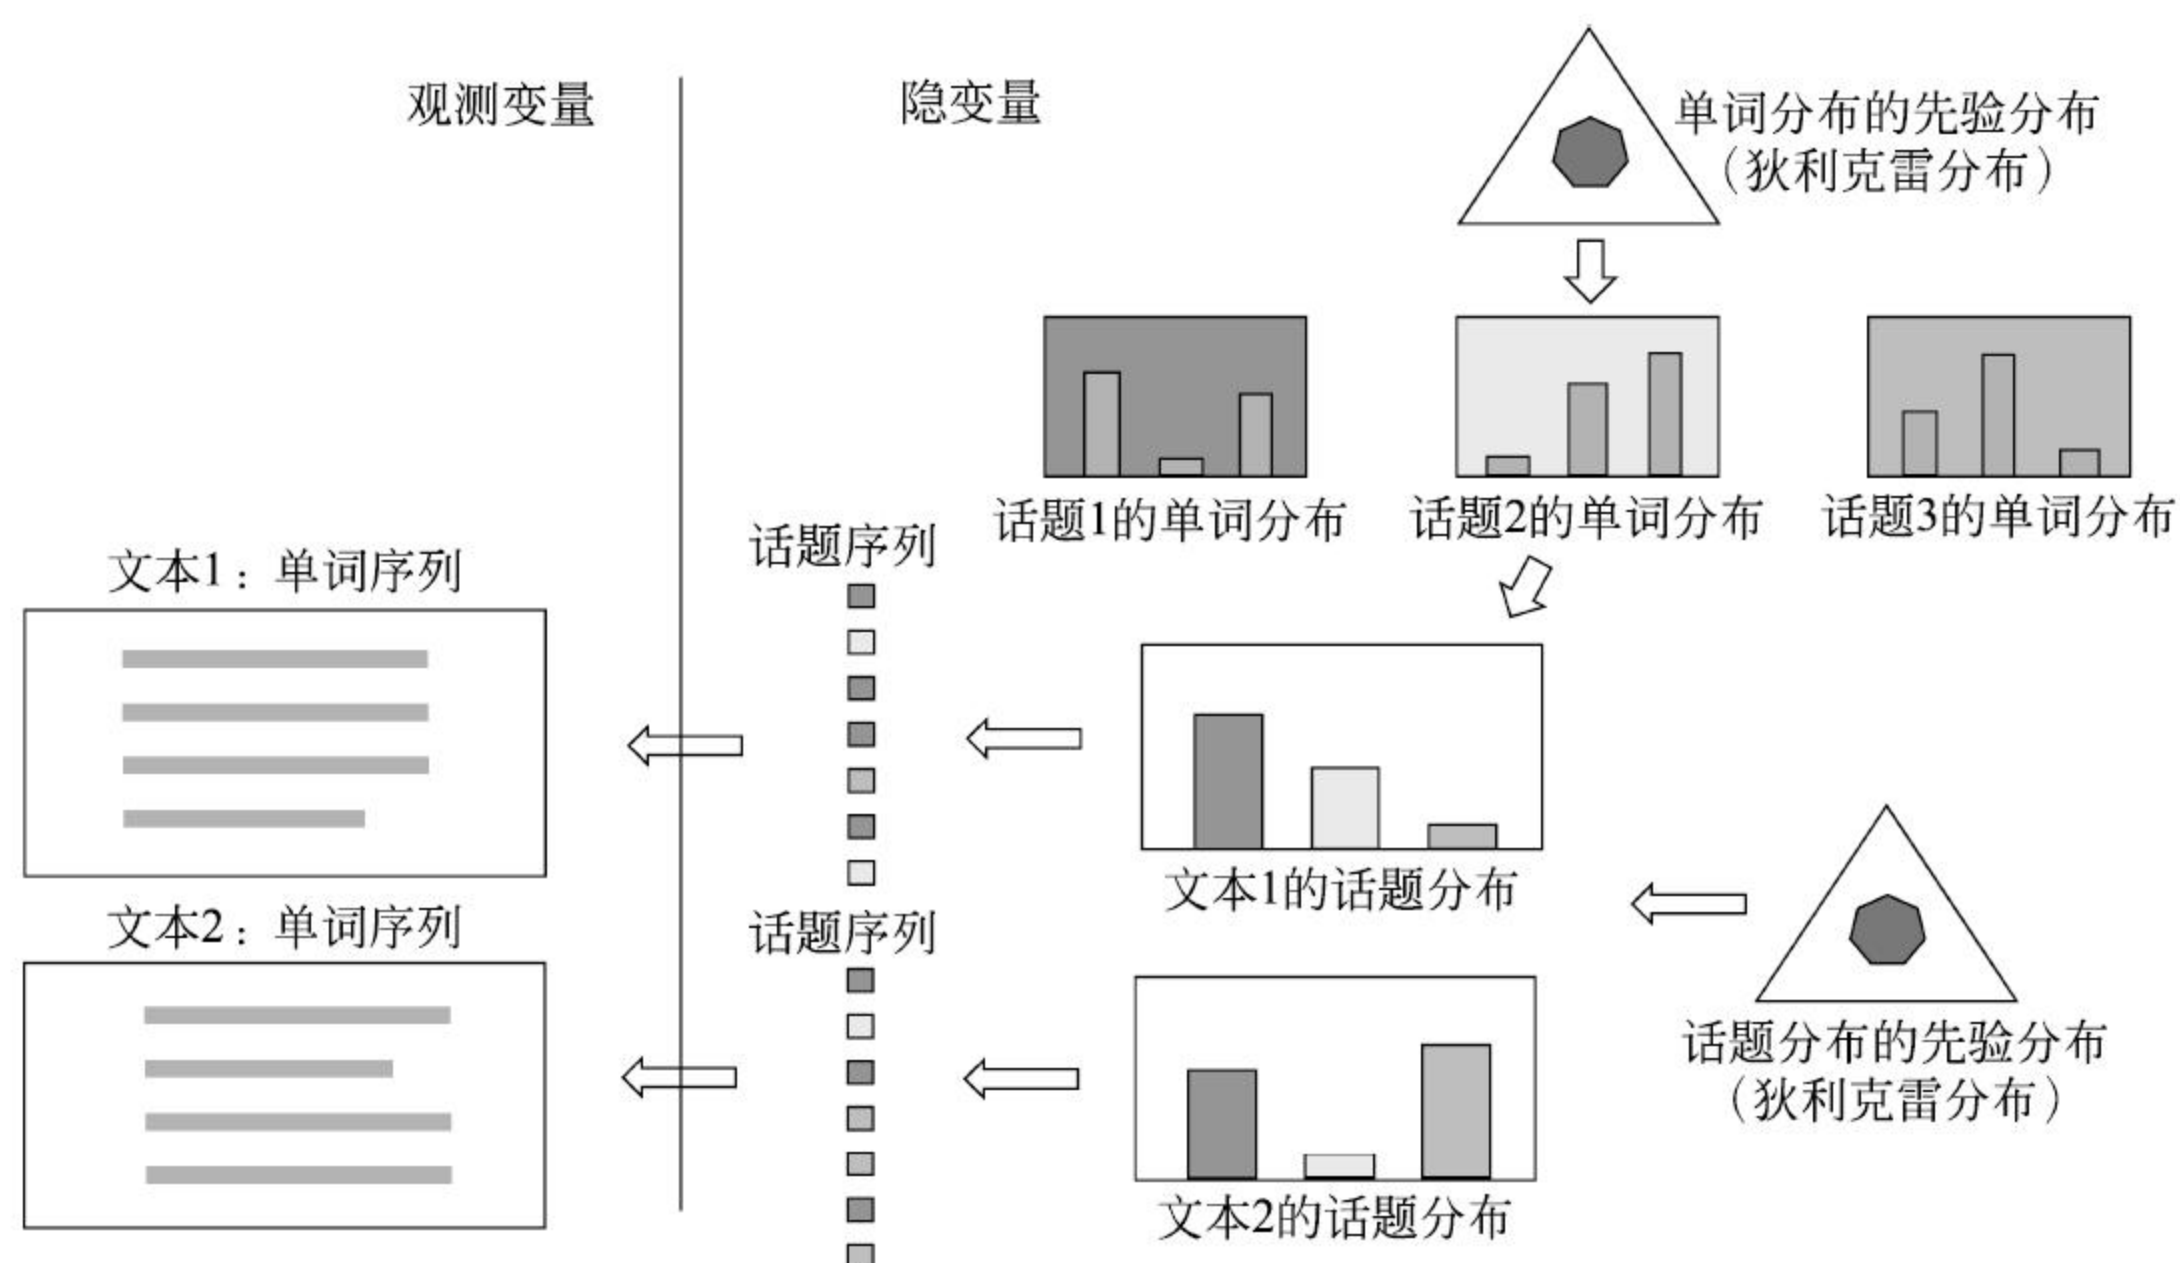 观测变量
隐变量
单词分布的先验分布
（狄利克雷分布）
话题1的单词分布
话题2的单词分布
话题3的单词分布
话题序列
文本1：单词序列
文本1的话题分布
话题序列
文本2：单词序列
话题分布的先验分布
（狄利克雷分布）
文本2的话题分布